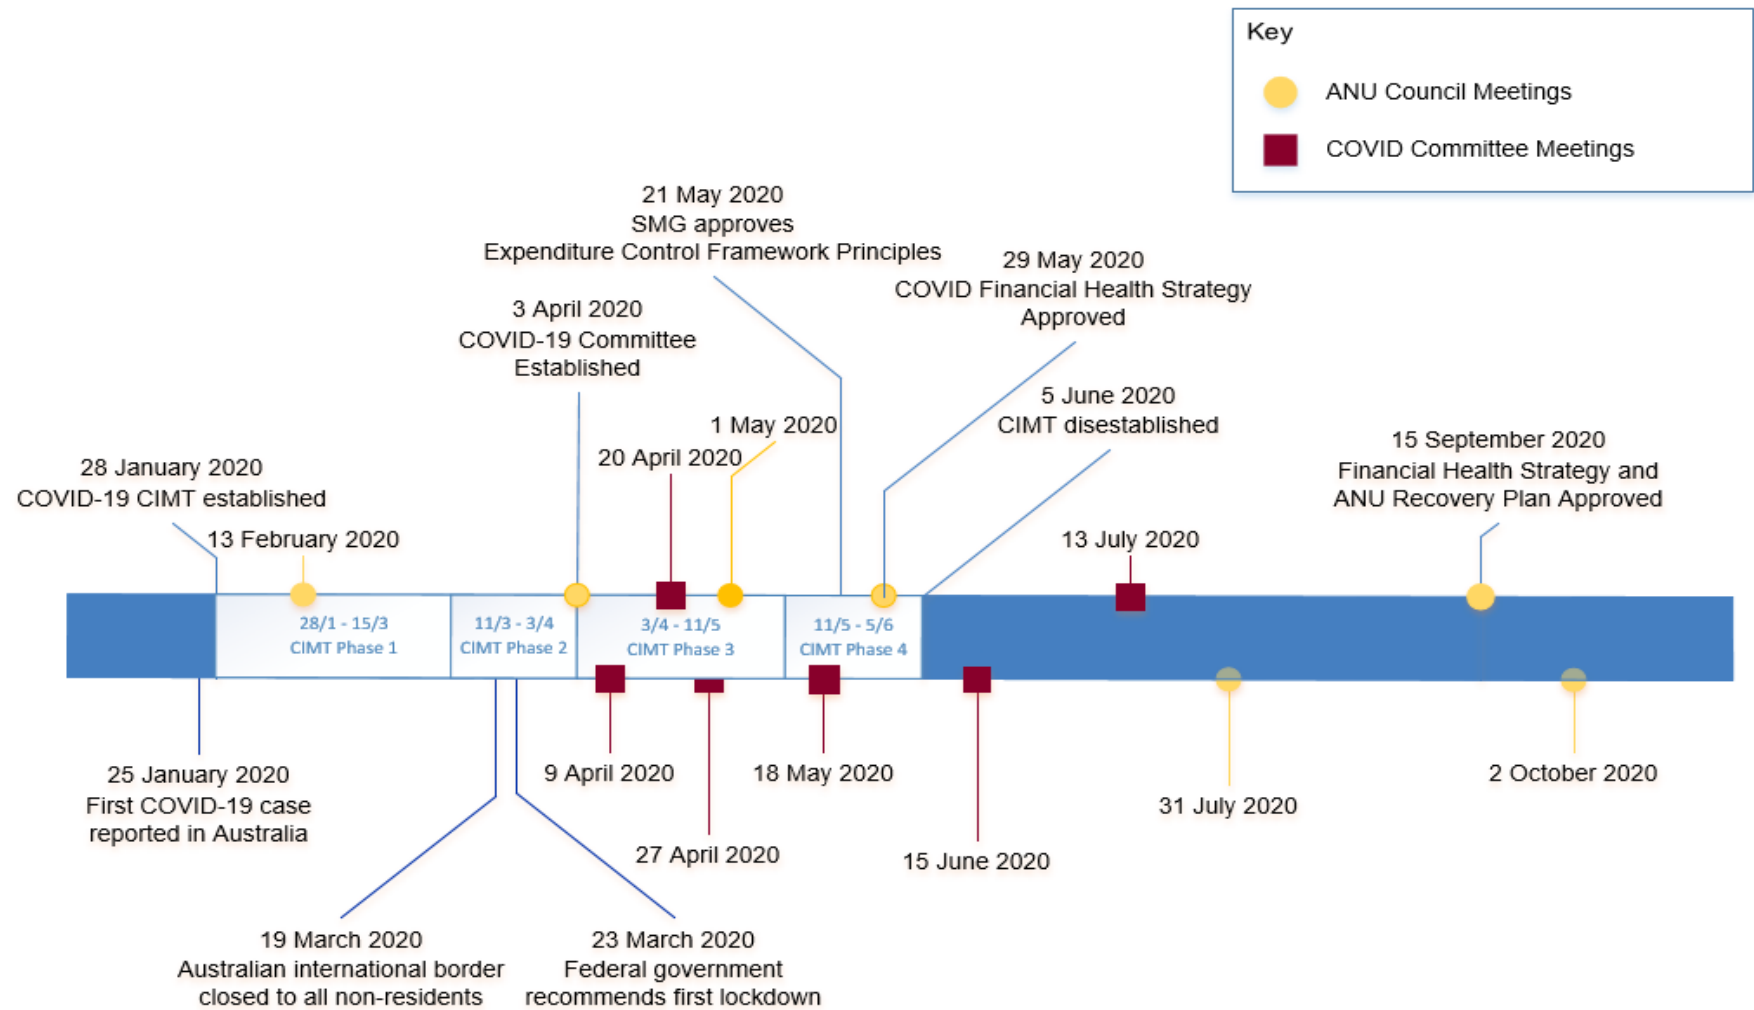 Key
ANU Council Meetings
COVID Committee Meetings
21 May 2020
SMG approves
Expenditure Control Framework Principles
29 May 2020
COVID Financial Health Strategy
Approved
3 April 2020
COVID-19 Committee
Established
5 June 2020
CIMT disestablished
1 May 2020
20 April 2020
15 September 2020
Financial Health Strategy and
ANU Recovery Plan Approved
28 January 2020
COVID-19 CIMT established
13 February 2020
13 July 2020
28/1 - 15/3
CIMT Phase 1
11/3 - 3/4
CIMT Phase 2
3/4 - 11/5
CIMT Phase 3
11/5 - 5/6
CIMT Phase 4
25 January 2020
First COVID-19 case
reported in Australia
9 April 2020
18 May 2020
2 October 2020
31 July 2020
27 April 2020
15 June 2020
19 March 2020
Australian international border
closed to all non-residents
23 March 2020
Federal government
recommends first lockdown